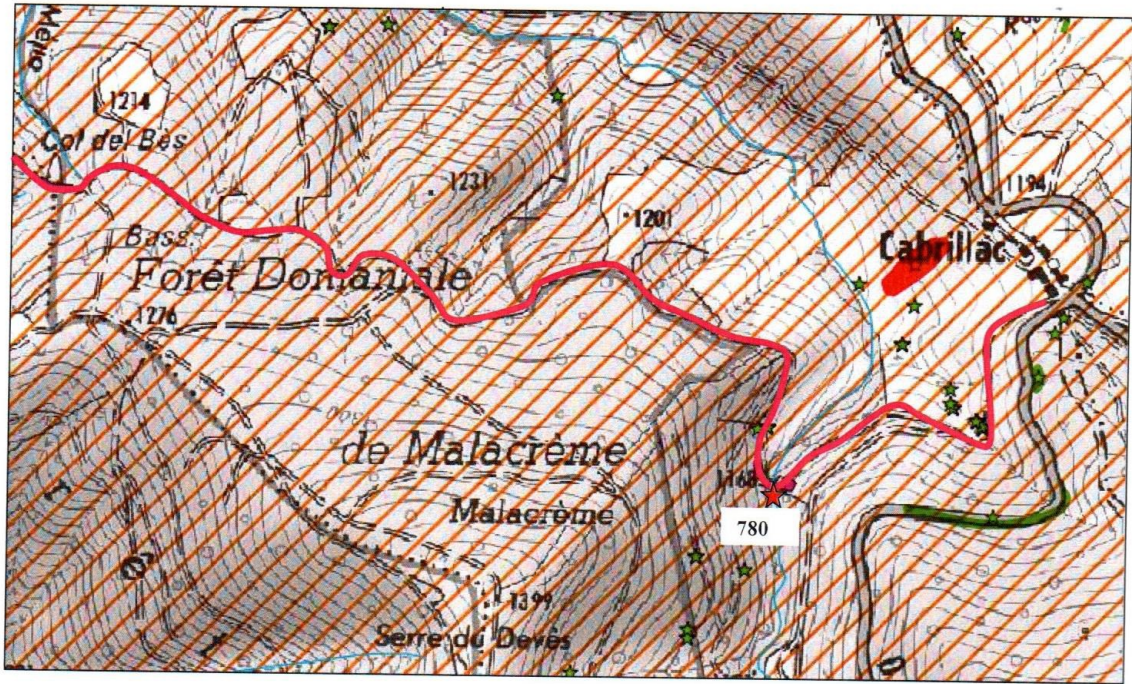 1214
Col del Bès
1231
1201
1194
Cabrillac
Bass.
Forêt Domaniale
1276
de Malacrème
Malacrème
1168
780
1399
Serre du Devès